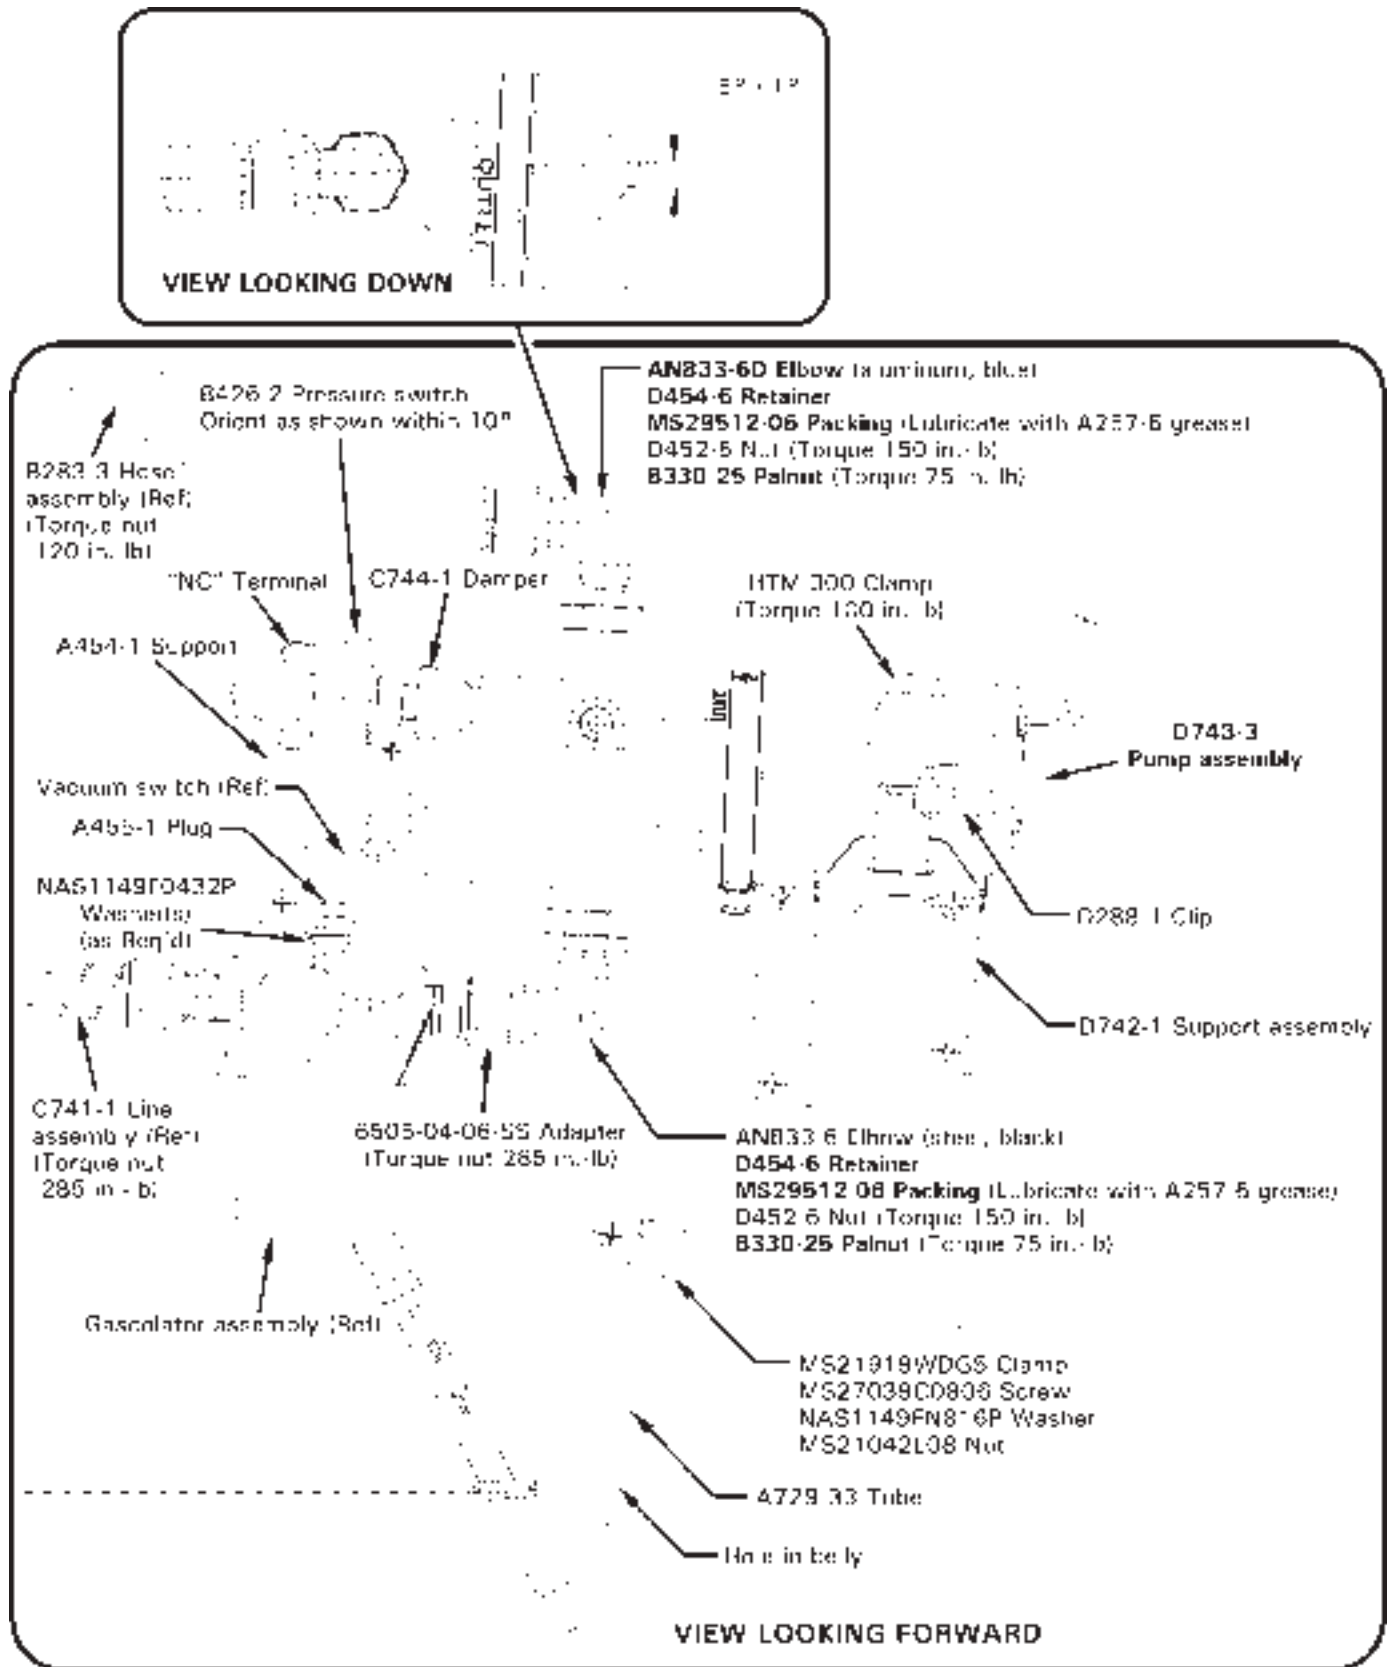 OUTLET
VIEW LOOKING DOWN
B426-2 Pressure switch
Orient as shown within 10°
AN833-6D Elbow (aluminum, blue)
D454-6 Retainer
MS29512-06 Packing (Lubricate with A257-6 grease)
D452-6 Nut (Torque 150 in.-lb)
B330-25 Palnut (Torque 75 in.-lb)
B283-3 Hose
assembly (Ref)
(Torque nut
120 in.-lb)
"NC" Terminal
C744-1 Damper
Clamp
(Torque in.-lb)
A454-1 Support
D743-3
Pump assembly
Vacuum switch (Ref)
A455-1 Plug
NAS1149F0432P
Washer(s)
(as Req'd)
Clip
D742-1 Support assembly
C741-1 Line
assembly (Ref)
(Torque nut
285 in.-lb)
6505-04-06-SS Adapter
(Torque nut 285 in.-lb)
AN833-6 Elbow (steel, black)
D454-6 Retainer
MS29512-06 Packing (Lubricate with A257-6 grease)
D452-6 Nut (Torque 150 in.-lb)
B330-25 Palnut (Torque 75 in.-lb)
Gascolator assembly (Ref)
MS21919WDG5 Clamp
MS27039C0806 Screw
NAS1149FN816P Washer
MS21042L08 Nut
A729-33 Tube
Hole in belly
VIEW LOOKING FORWARD